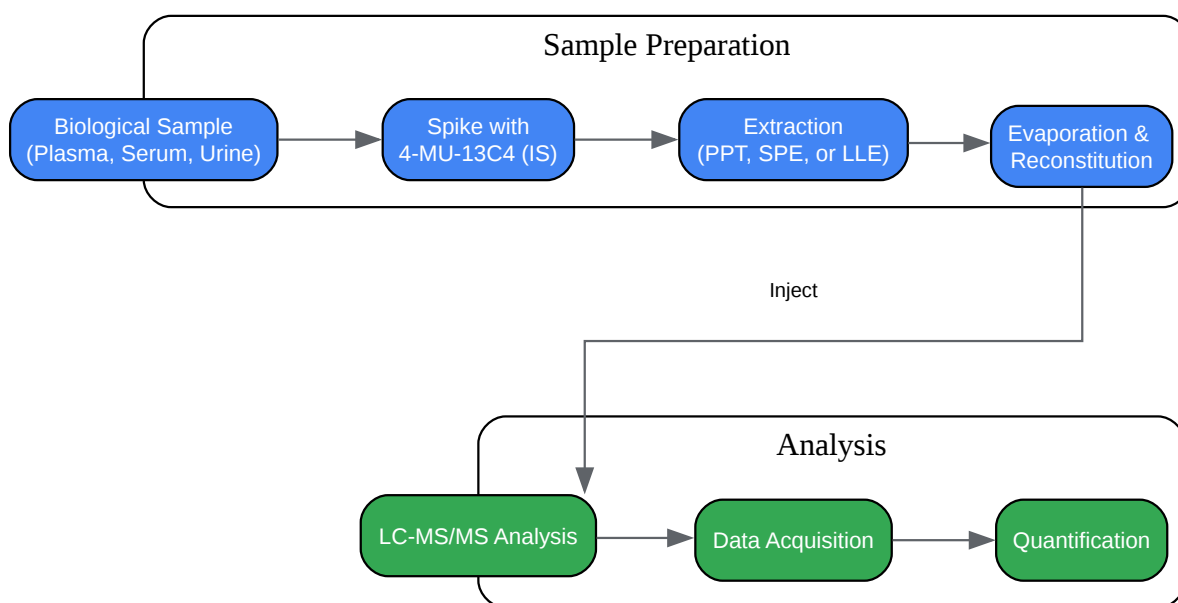 Sample Preparation
Biological Sample
(Plasma, Serum, Urine)
Spike with
4-MU-13C4 (IS)
Extraction
(PPT, SPE, or LLE)
Evaporation &
Reconstitution
Inject
Analysis
LC-MS/MS Analysis
Data Acquisition
Quantification